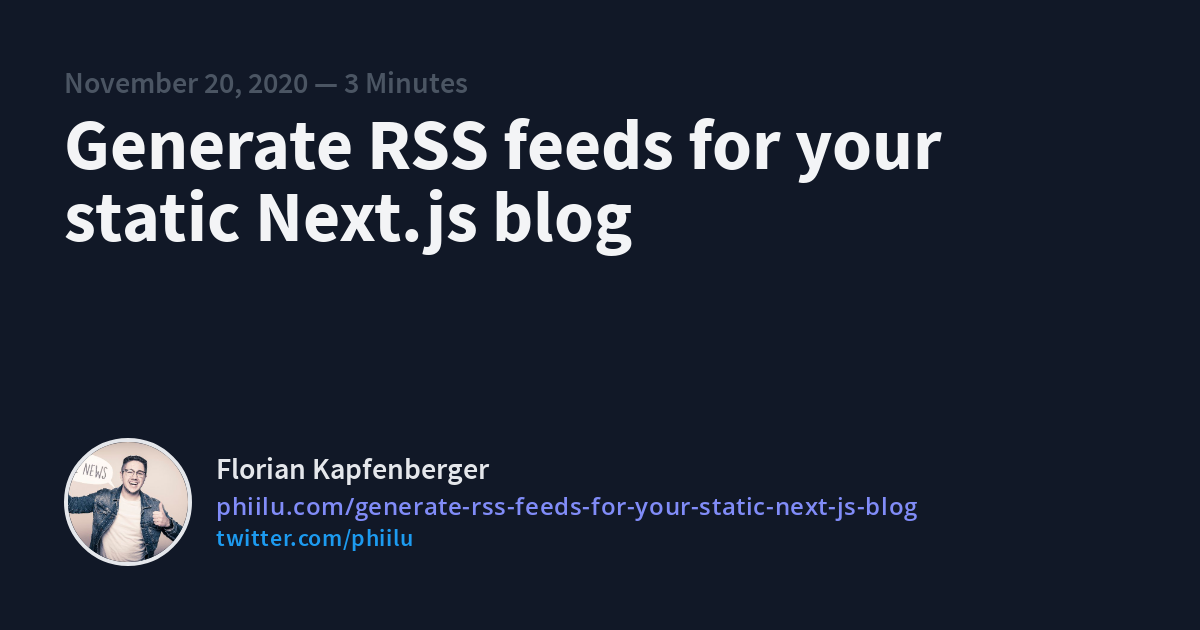 November 20, 2020 — 3 Minutes
Generate RSS feeds for your
static Next.js blog
NEWS
Florian Kapfenberger
phiilu.com/generate-rss-feeds-for-your-static-next-js-blog
twitter.com/phiilu